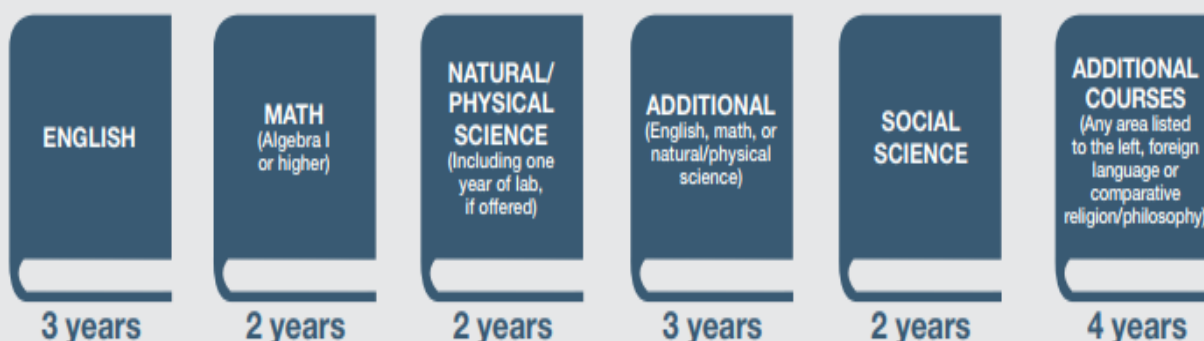 ENGLISH
3 years
MATH
(Algebra I
or higher)
2 years
NATURAL/
PHYSICAL
SCIENCE
(Including one
year of lab,
if offered)
2 years
ADDITIONAL
(English, math, or
natural/physical
science)
3 years
SOCIAL
SCIENCE
2 years
ADDITIONAL
COURSES
(Any area listed
to the left, foreign
language or
comparative
religion/philosophy)
4 years